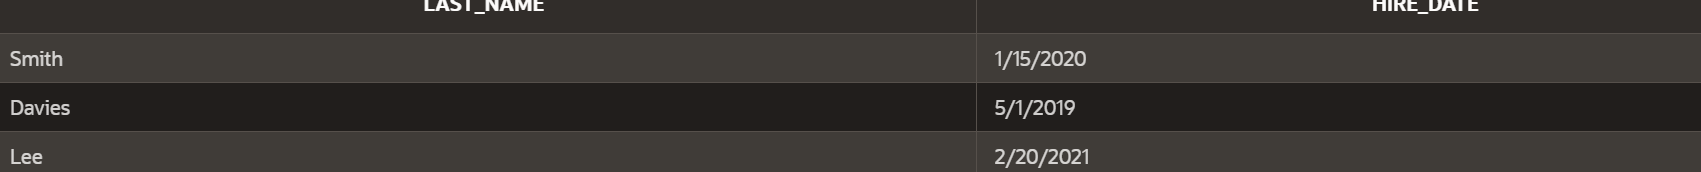 LAST_NAME HIRE_DATE
Smith 1/15/2020
Davies 5/1/2019
Lee 2/20/2021